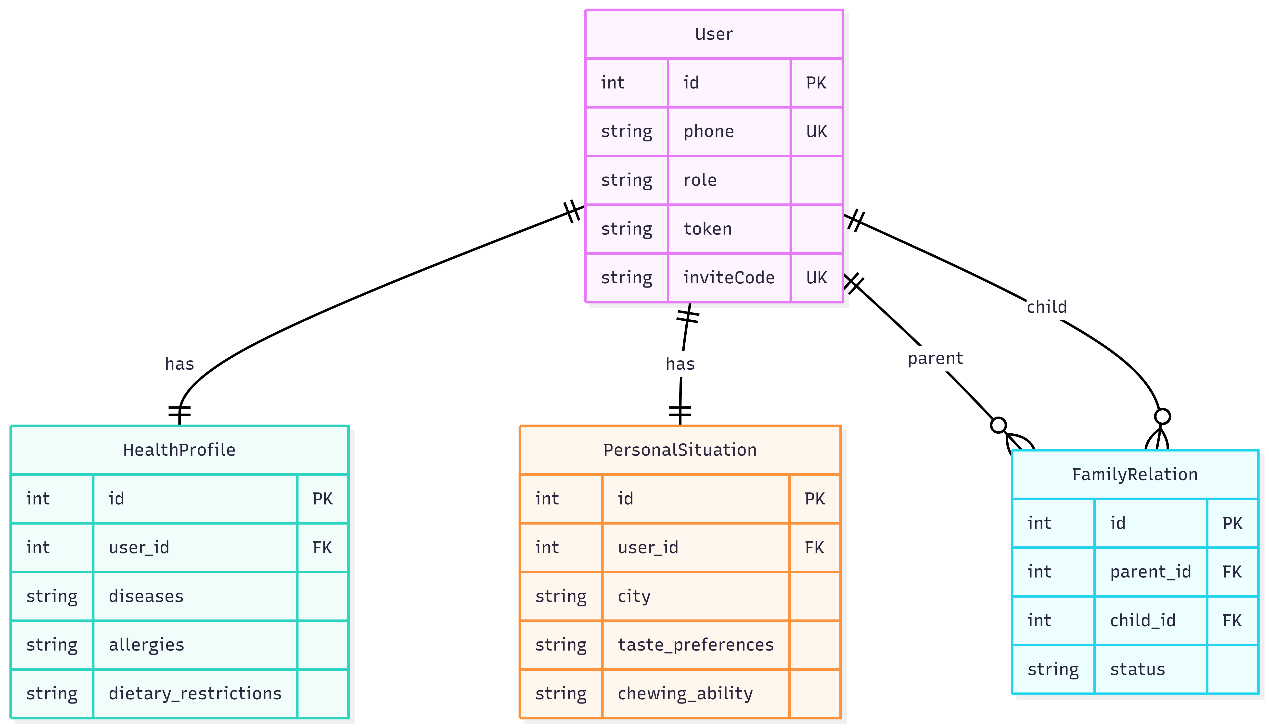 User
int id PK
string phone UK
string role
string token
string inviteCode UK
child
parent
has
has
HealthProfile
int id PK
int user_id FK
string diseases
string allergies
string dietary_restrictions
PersonalSituation
int id PK
int user_id FK
string city
string taste_preferences
string chewing_ability
FamilyRelation
int id PK
int parent_id FK
int child_id FK
string status